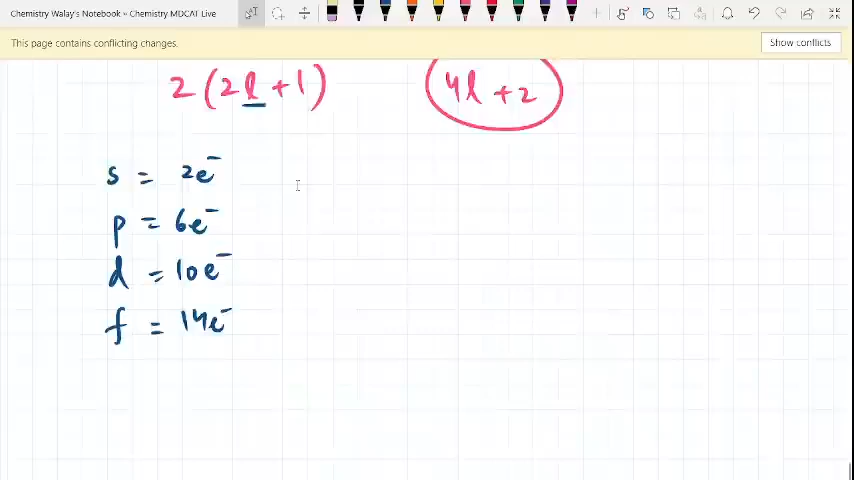 Chemistry Walay's Notebook » Chemistry MDCAT Live
This page contains conflicting changes.
Show conflicts
2(2l+1) 4l+2
s = 2e⁻
p = 6e⁻
d = 10e⁻
f = 14e⁻